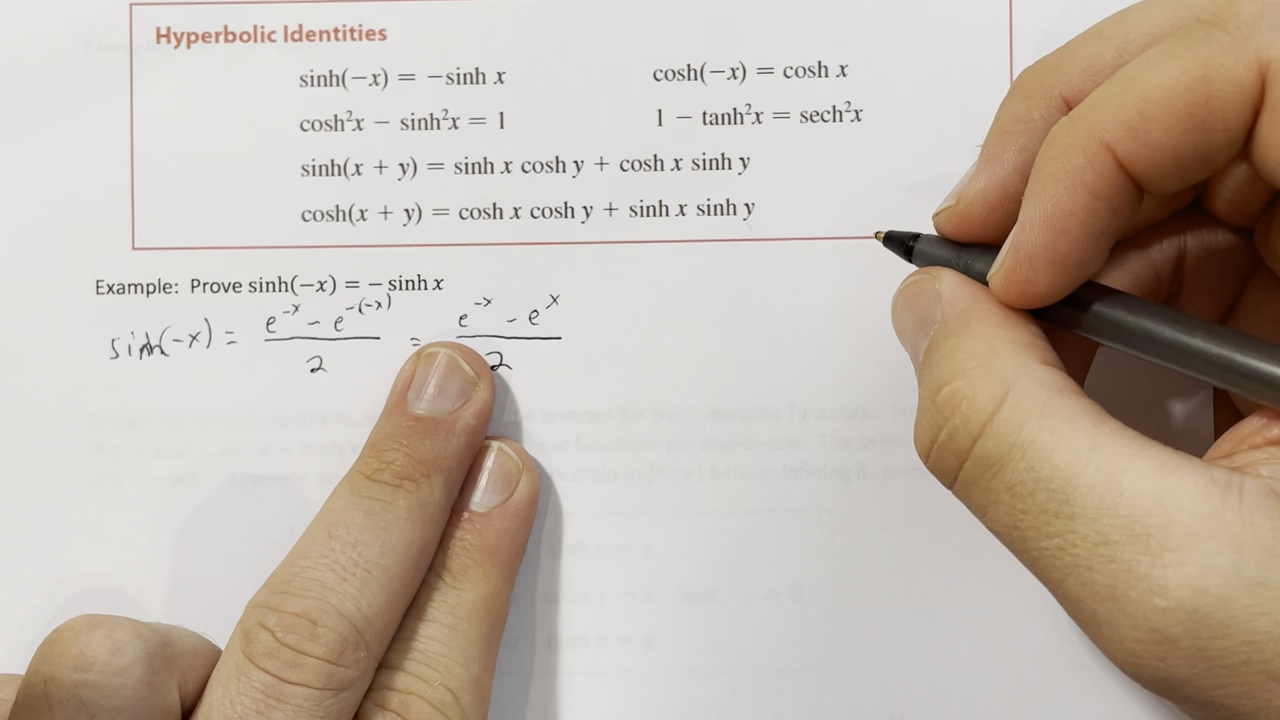 Hyperbolic Identities
sinh(−x) = −sinh x cosh(−x) = cosh x
cosh²x − sinh²x = 1 1 − tanh²x = sech²x
sinh(x + y) = sinh x cosh y + cosh x sinh y
cosh(x + y) = cosh x cosh y + sinh x sinh y
Example: Prove sinh(−x) = − sinh x
sinh(-x) = (e^-x - e^-(-x))/2 = (e^-x - e^x)/2